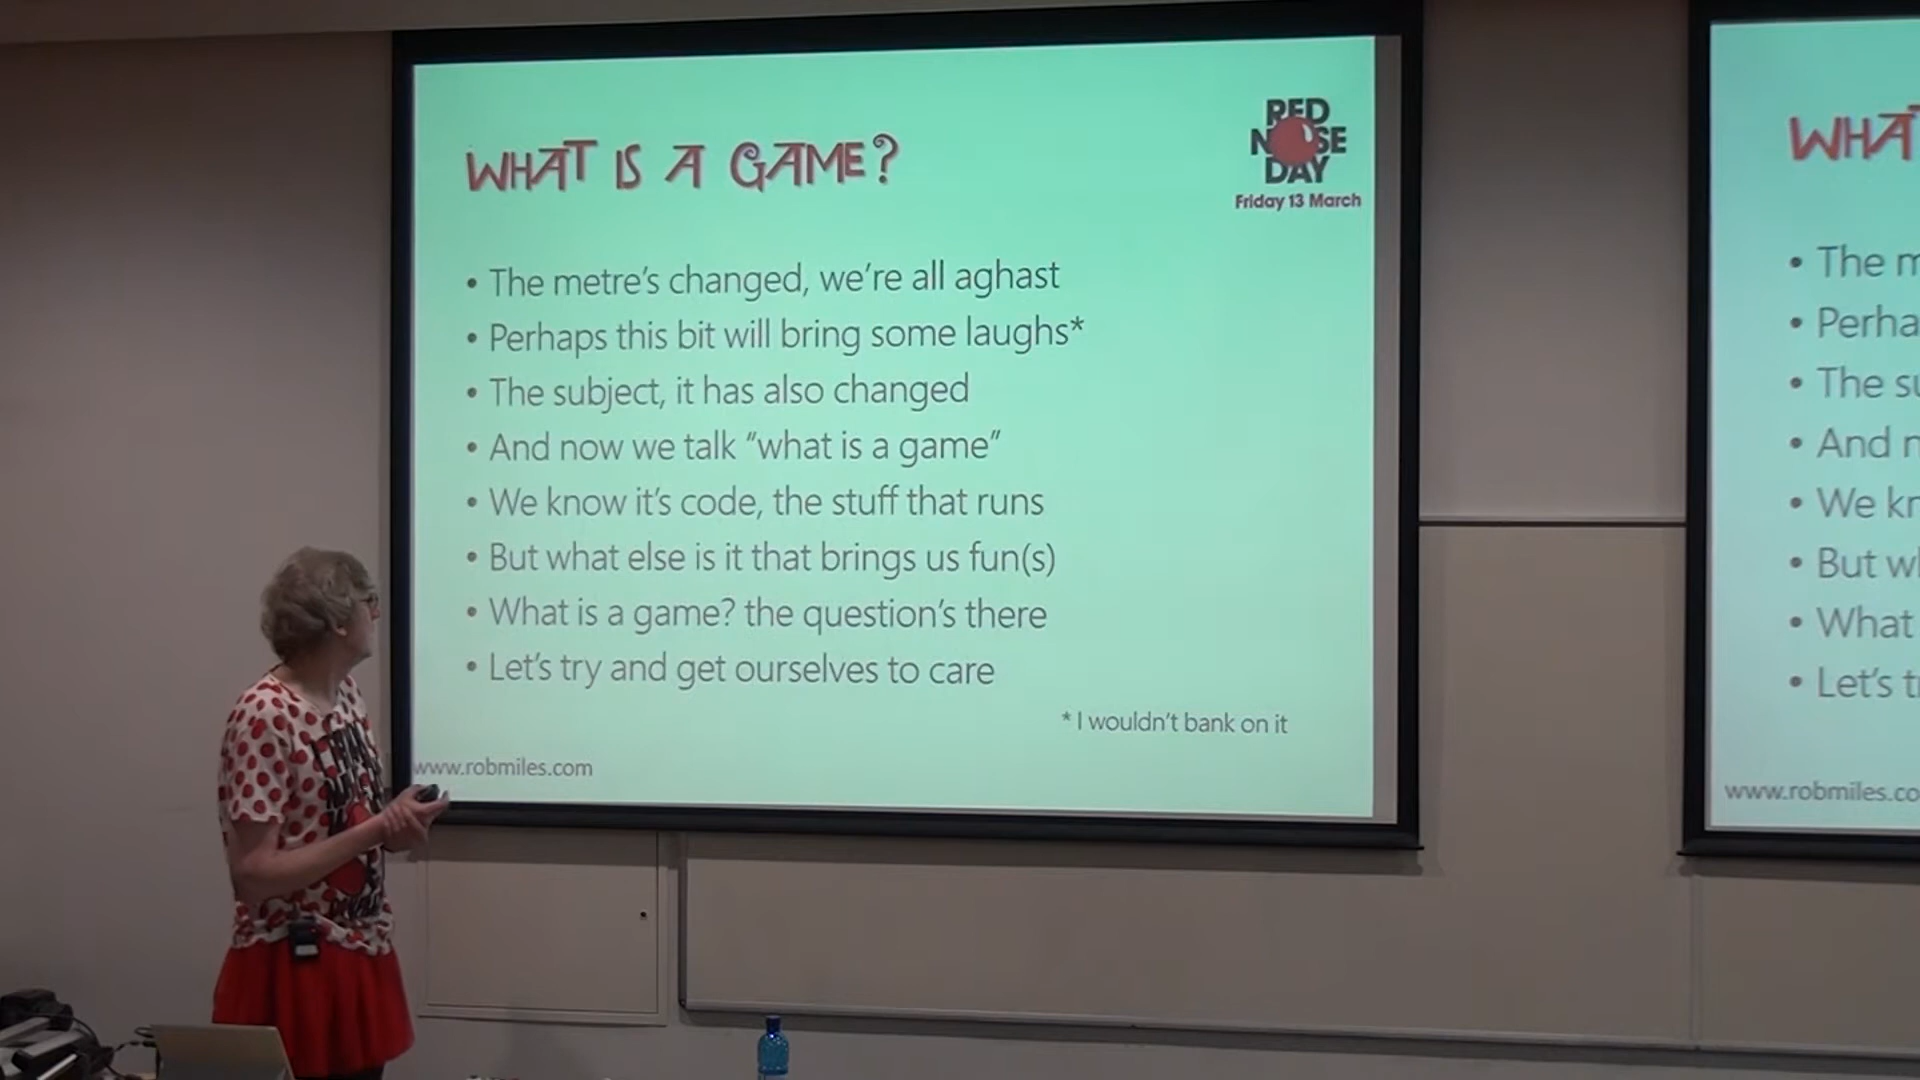 WHAT IS A GAME?
RED
NOSE
DAY
Friday 13 March
• The metre's changed, we're all aghast
• Perhaps this bit will bring some laughs*
• The subject, it has also changed
• And now we talk "what is a game"
• We know it's code, the stuff that runs
• But what else is it that brings us fun(s)
• What is a game? the question's there
• Let's try and get ourselves to care
* I wouldn't bank on it
www.robmiles.com
WHAT
• The m
• Perha
• The su
• And n
• We kn
• But wh
• What
• Let's tr
www.robmiles.co